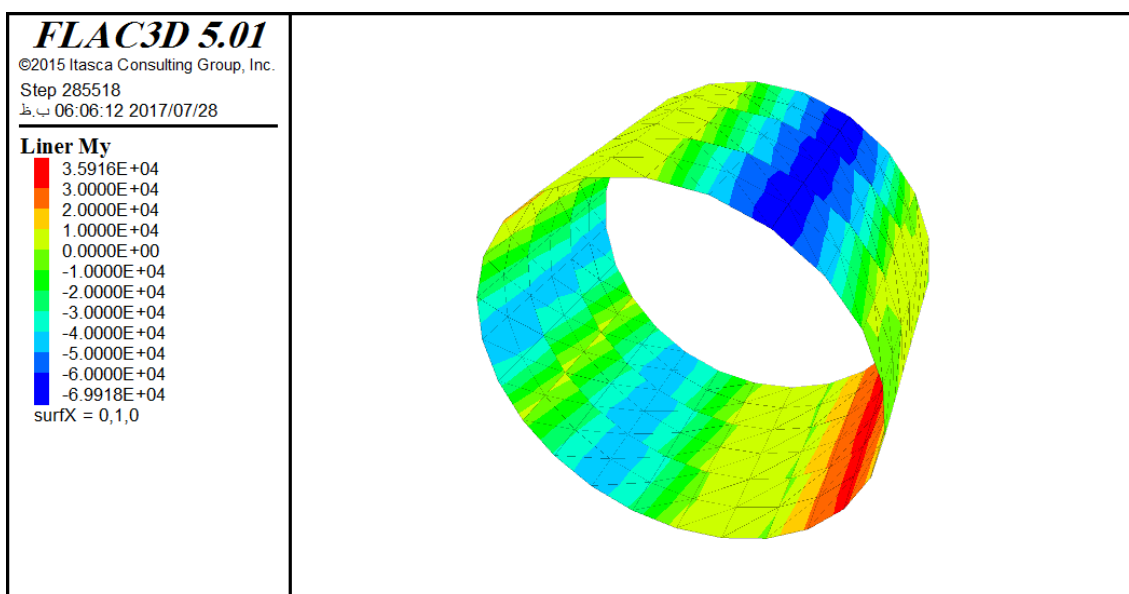 FLAC3D 5.01
©2015 Itasca Consulting Group, Inc.
Step 285518
ب.ظ 06:06:12 2017/07/28
Liner My
3.5916E+04
3.0000E+04
2.0000E+04
1.0000E+04
0.0000E+00
-1.0000E+04
-2.0000E+04
-3.0000E+04
-4.0000E+04
-5.0000E+04
-6.0000E+04
-6.9918E+04
surfX = 0,1,0